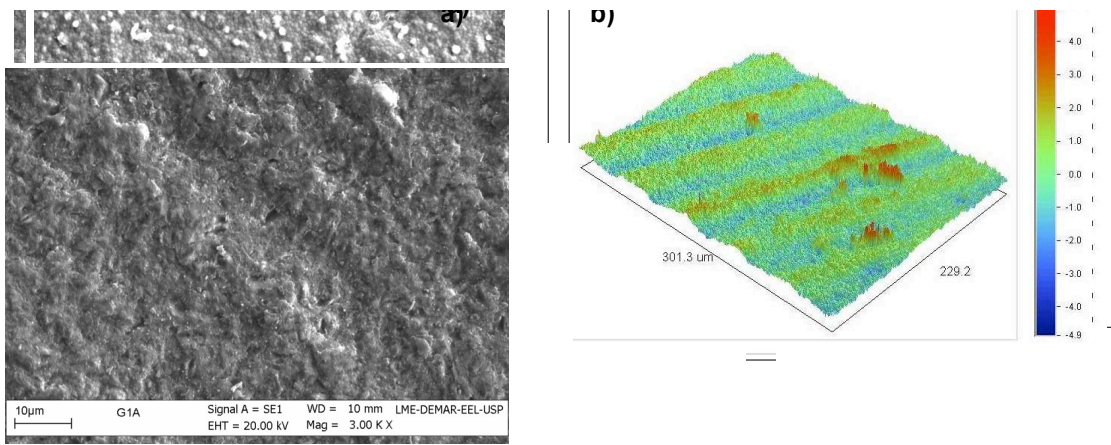 a)
b)
4.0
3.0
2.0
1.0
0.0
-1.0
-2.0
-3.0
-4.0
-4.9
301.3 um
229.2
10µm
G1A
Signal A = SE1 WD = 10 mm LME-DEMAR-EEL-USP
EHT = 20.00 kV Mag = 3.00 K X